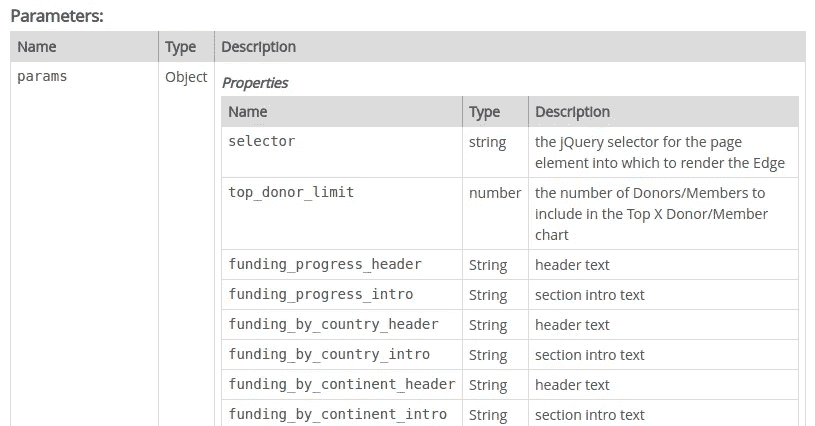 Parameters:
Name Type Description
params Object Properties
Name Type Description
selector string the jQuery selector for the page
element into which to render the Edge
top_donor_limit number the number of Donors/Members to
include in the Top X Donor/Member
chart
funding_progress_header String header text
funding_progress_intro String section intro text
funding_by_country_header String header text
funding_by_country_intro String section intro text
funding_by_continent_header String header text
funding_by_continent_intro String section intro text